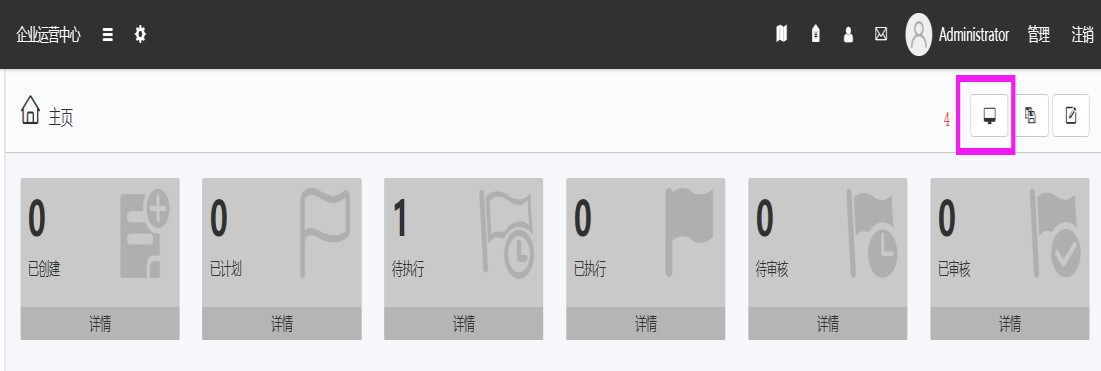 企业运营中心 Administrator 管理 注销
主页 4
0 0 1 0 0 0
已创建 已计划 待执行 已执行 待审核 已审核
详情 详情 详情 详情 详情 详情